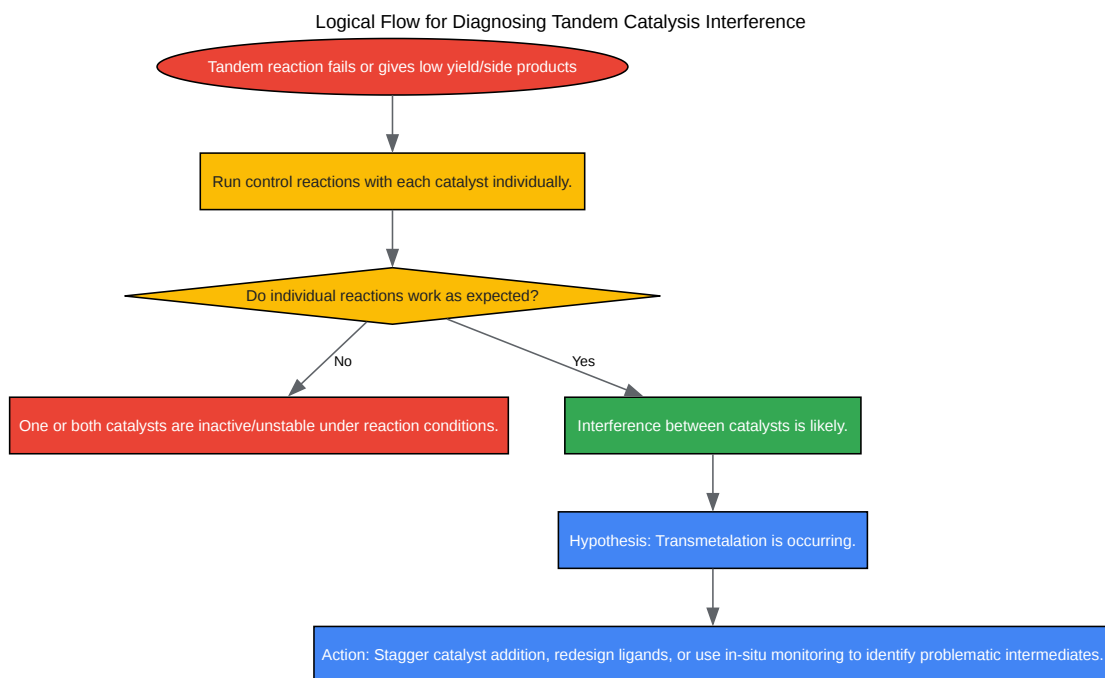 Logical Flow for Diagnosing Tandem Catalysis Interference
Tandem reaction fails or gives low yield/side products
Run control reactions with each catalyst individually.
Do individual reactions work as expected?
No
Yes
One or both catalysts are inactive/unstable under reaction conditions.
Interference between catalysts is likely.
Hypothesis: Transmetalation is occurring.
Action: Stagger catalyst addition, redesign ligands, or use in-situ monitoring to identify problematic intermediates.